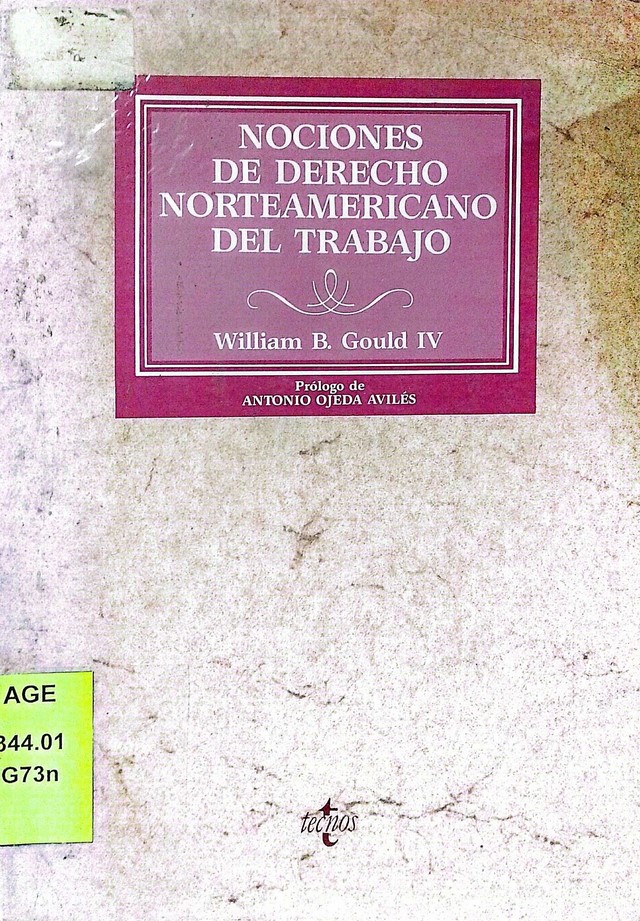 NOCIONES
DE DERECHO
NORTEAMERICANO
DEL TRABAJO
William B. Gould IV
Prólogo de
ANTONIO OJEDA AVILÉS
AGE
344.01
G73n
tecnos